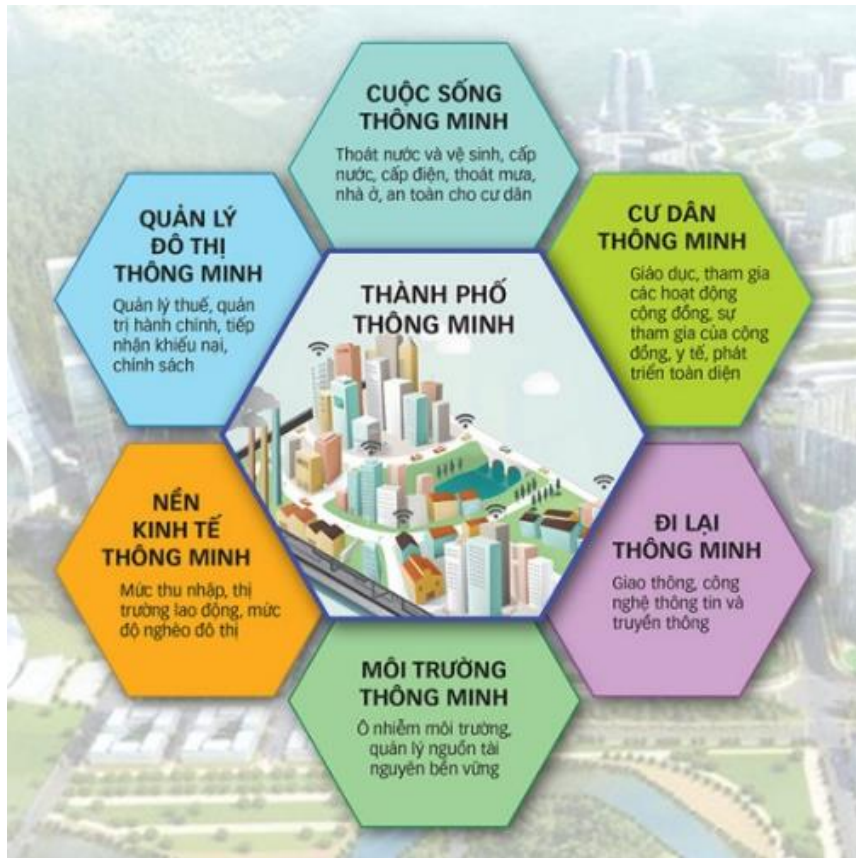 CUỘC SỐNG
THÔNG MINH
Thoát nước và vệ sinh, cấp
nước, cấp điện, thoát mưa,
nhà ở, an toàn cho cư dân
QUẢN LÝ
ĐÔ THỊ
THÔNG MINH
Quản lý thuế, quản
trị hành chính, tiếp
nhận khiếu nại,
chính sách
CƯ DÂN
THÔNG MINH
Giáo dục, tham gia
các hoạt động
cộng đồng, sự
tham gia của cộng
đồng, y tế, phát
triển toàn diện
THÀNH PHỐ
THÔNG MINH
NỀN
KINH TẾ
THÔNG MINH
Mức thu nhập, thị
trường lao động, mức
độ nghèo đô thị
ĐI LẠI
THÔNG MINH
Giao thông, công
nghệ thông tin và
truyền thông
MÔI TRƯỜNG
THÔNG MINH
Ô nhiễm môi trường,
quản lý nguồn tài
nguyên bền vững